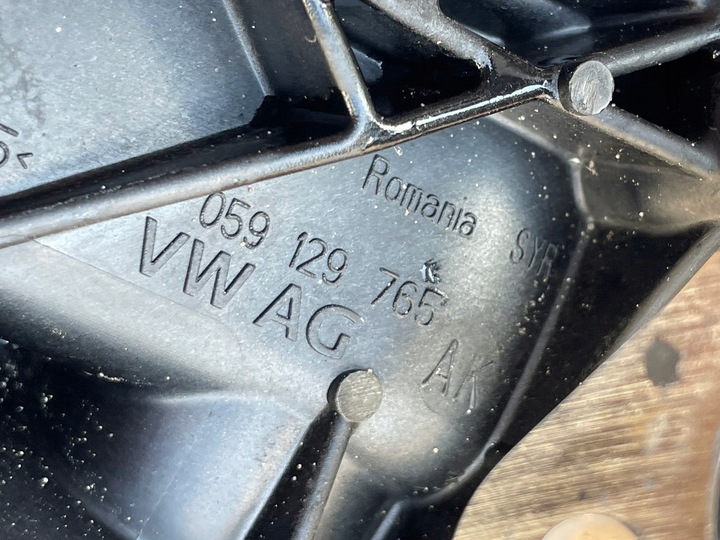 Romania SYR
059 129 765 AK
VW AG